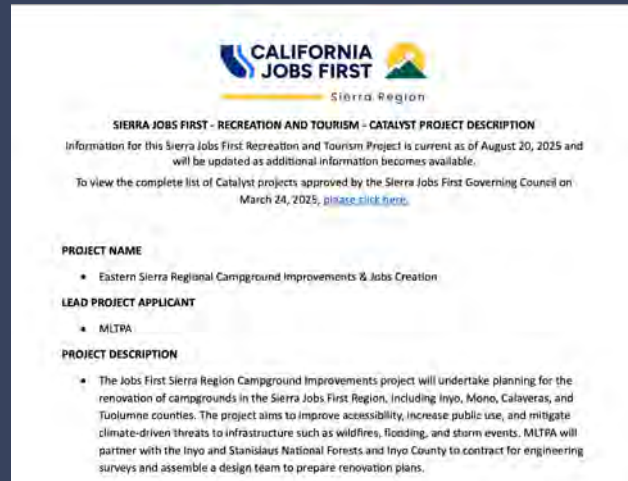 CALIFORNIA
JOBS FIRST
Sierra Region
SIERRA JOBS FIRST - RECREATION AND TOURISM - CATALYST PROJECT DESCRIPTION
Information for this Sierra Jobs First Recreation and Tourism Project is current as of August 20, 2025 and
will be updated as additional information becomes available.
To view the complete list of Catalyst projects approved by the Sierra Jobs First Governing Council on
March 24, 2025, please click here.
PROJECT NAME
• Eastern Sierra Regional Campground Improvements & Jobs Creation
LEAD PROJECT APPLICANT
• MLTPA
PROJECT DESCRIPTION
• The Jobs First Sierra Region Campground Improvements project will undertake planning for the
renovation of campgrounds in the Sierra Jobs First Region, including Inyo, Mono, Calaveras, and
Tuolumne counties. The project aims to improve accessibility, increase public use, and mitigate
climate-driven threats to infrastructure such as wildfires, flooding, and storm events. MLTPA will
partner with the Inyo and Stanislaus National Forests and Inyo County to contract for engineering
surveys and assemble a design team to prepare renovation plans.